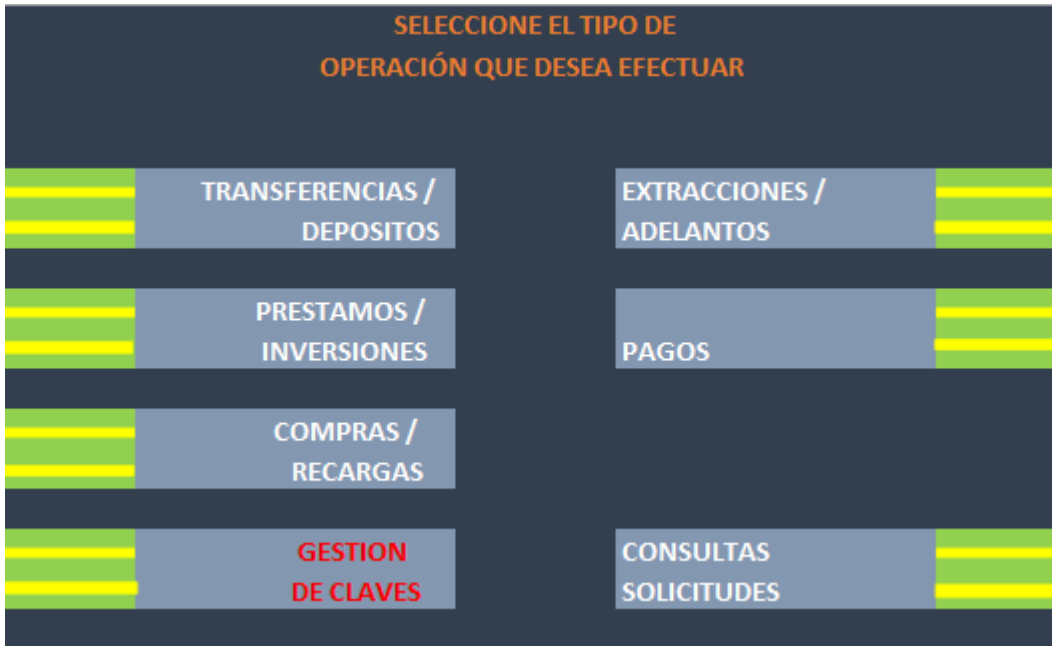 SELECCIONE EL TIPO DE
OPERACIÓN QUE DESEA EFECTUAR
TRANSFERENCIAS /
DEPOSITOS
EXTRACCIONES /
ADELANTOS
PRESTAMOS /
INVERSIONES
PAGOS
COMPRAS /
RECARGAS
GESTION
DE CLAVES
CONSULTAS
SOLICITUDES